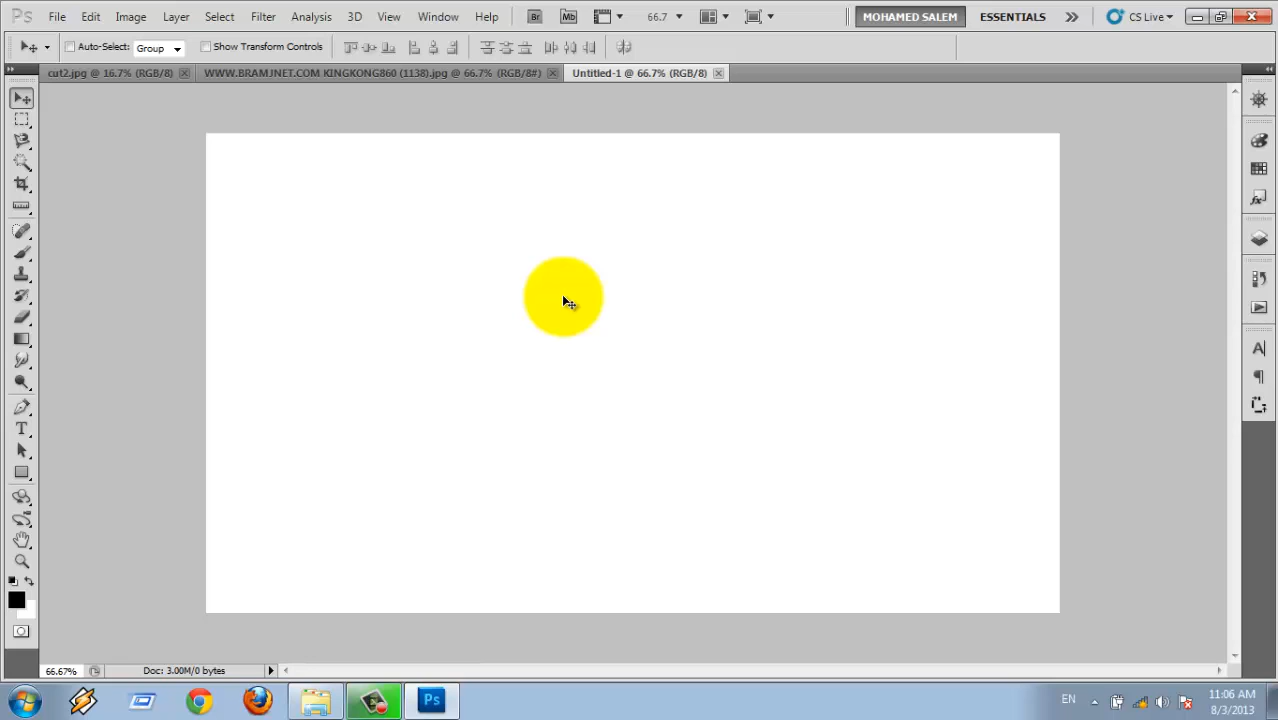 Ps File Edit Image Layer Select Filter Analysis 3D View Window Help Br Mb 66.7 MOHAMED SALEM ESSENTIALS CS Live
Auto-Select: Group Show Transform Controls
cut2.jpg @ 16.7% (RGB/8) WWW.BRAMJNET.COM KINGKONG860 (1138).jpg @ 66.7% (RGB/8#) Untitled-1 @ 66.7% (RGB/8)
66.67% Doc: 3.00M/0 bytes
Ps EN 11:06 AM
8/3/2013